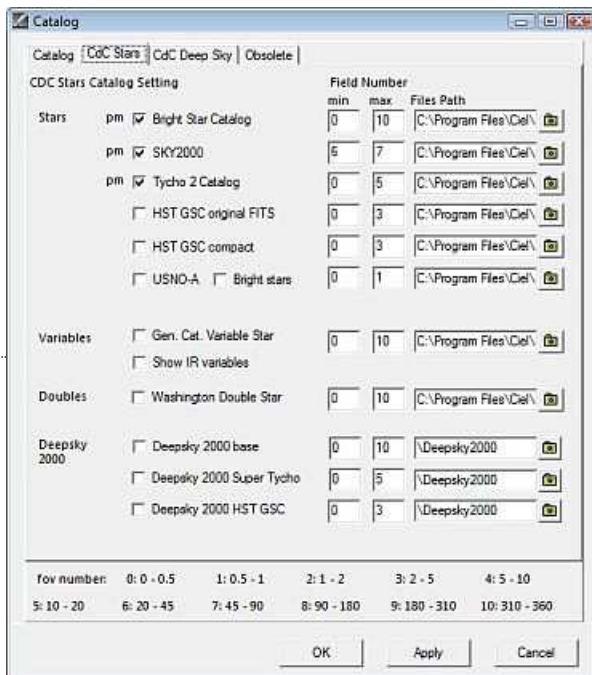 Catalog
Catalog CdC Stars CdC Deep Sky Obsolete
CDC Stars Catalog Setting Field Number
min max Files Path
Stars pm Bright Star Catalog 0 10 C:\Program Files\Ciel\
pm SKY2000 6 7 C:\Program Files\Ciel\
pm Tycho 2 Catalog 0 5 C:\Program Files\Ciel\
HST GSC original FITS 0 3 C:\Program Files\Ciel\
HST GSC compact 0 3 C:\Program Files\Ciel\
USNO-A Bright stars 0 1 C:\Program Files\Ciel\
Variables Gen. Cat. Variable Star 0 10 C:\Program Files\Ciel\
Show IR variables
Doubles Washington Double Star 0 10 C:\Program Files\Ciel\
Deepsky 2000 Deepsky 2000 base 0 10 \Deepsky2000
Deepsky 2000 Super Tycho 0 5 \Deepsky2000
Deepsky 2000 HST GSC 0 3 \Deepsky2000
fov number: 0: 0 - 0.5 1: 0.5 - 1 2: 1 - 2 3: 2 - 5 4: 5 - 10
5: 10 - 20 6: 20 - 45 7: 45 - 90 8: 90 - 180 9: 180 - 310 10: 310 - 360
OK Apply Cancel